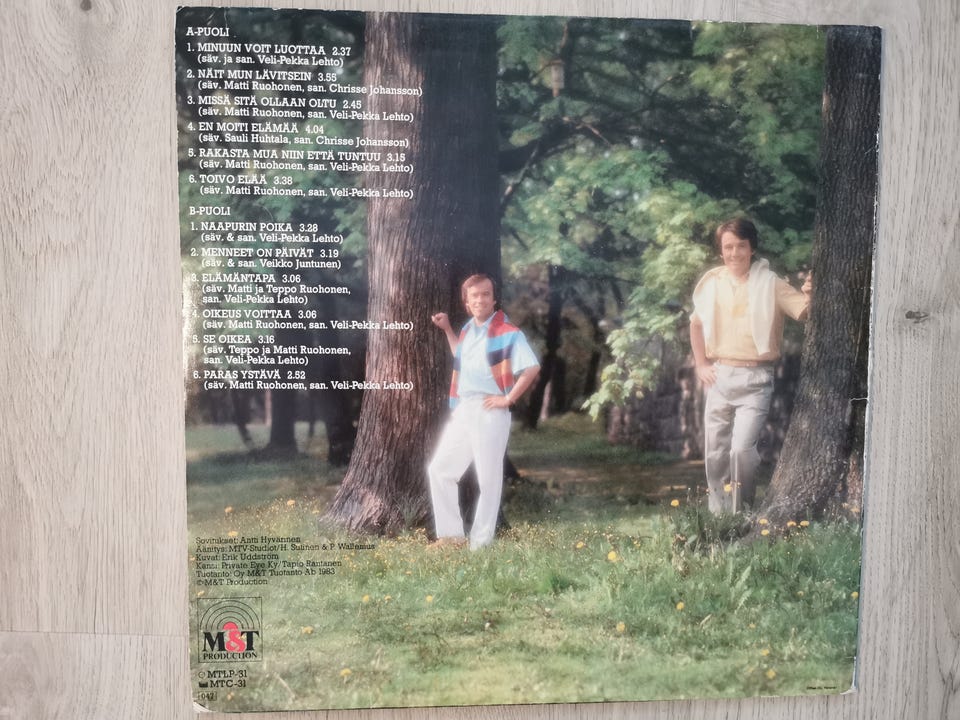 A-PUOLI
1. MINUUN VOIT LUOTTAA 2.37
(säv. ja san. Veli-Pekka Lehto)
2. NÄIT MUN LÄVITSEIN 3.55
(säv. Matti Ruohonen, san. Chrisse Johansson)
3. MISSÄ SITÄ OLLAAN OLTU 2.45
(säv. Matti Ruohonen, san. Veli-Pekka Lehto)
4. EN MOITI ELÄMÄÄ 4.04
(säv. Sauli Huhtala, san. Chrisse Johansson)
5. RAKASTA MUA NIIN ETTÄ TUNTUU 3.15
(säv. Matti Ruohonen, san. Veli-Pekka Lehto)
6. TOIVO ELÄÄ 3.38
(säv. Matti Ruohonen, san. Veli-Pekka Lehto)
B-PUOLI
1. NAAPURIN POIKA 3.28
(säv. & san. Veli-Pekka Lehto)
2. MENNEET ON PÄIVÄT 3.19
(säv. & san. Veikko Juntunen)
3. ELÄMÄNTAPA 3.06
(säv. Matti ja Teppo Ruohonen,
san. Veli-Pekka Lehto)
4. OIKEUS VOITTAA 3.06
(säv. Matti Ruohonen, san. Veli-Pekka Lehto)
5. SE OIKEA 3.16
(säv. Teppo ja Matti Ruohonen,
san. Veli-Pekka Lehto)
6. PARAS YSTÄVÄ 2.52
(säv. Matti Ruohonen, san. Veli-Pekka Lehto)
Sovitukset: Antti Hyvärinen
Äänitys: MTV-Studiot/H. Sulinen & P. Wallenius
Kuvat: Erik Uddström
Kansi: Private Eye Ky/Tapio Rantanen
Tuotanto: Oy M&T Tuotanto Ab 1983
©M&T Production
M&T
PRODUCTION
MTLP-31
MTC-31
042